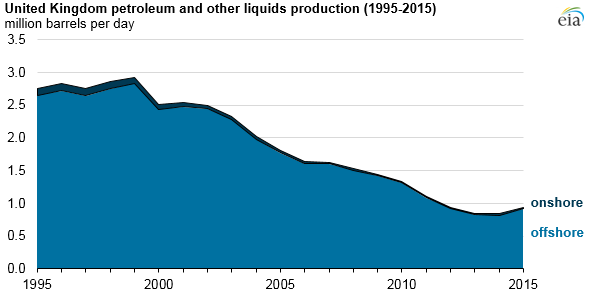 United Kingdom petroleum and other liquids production (1995-2015)
million barrels per day
eia
3.5
3.0
2.5
2.0
1.5
1.0
0.5
0.0
onshore
offshore
1995 2000 2005 2010 2015